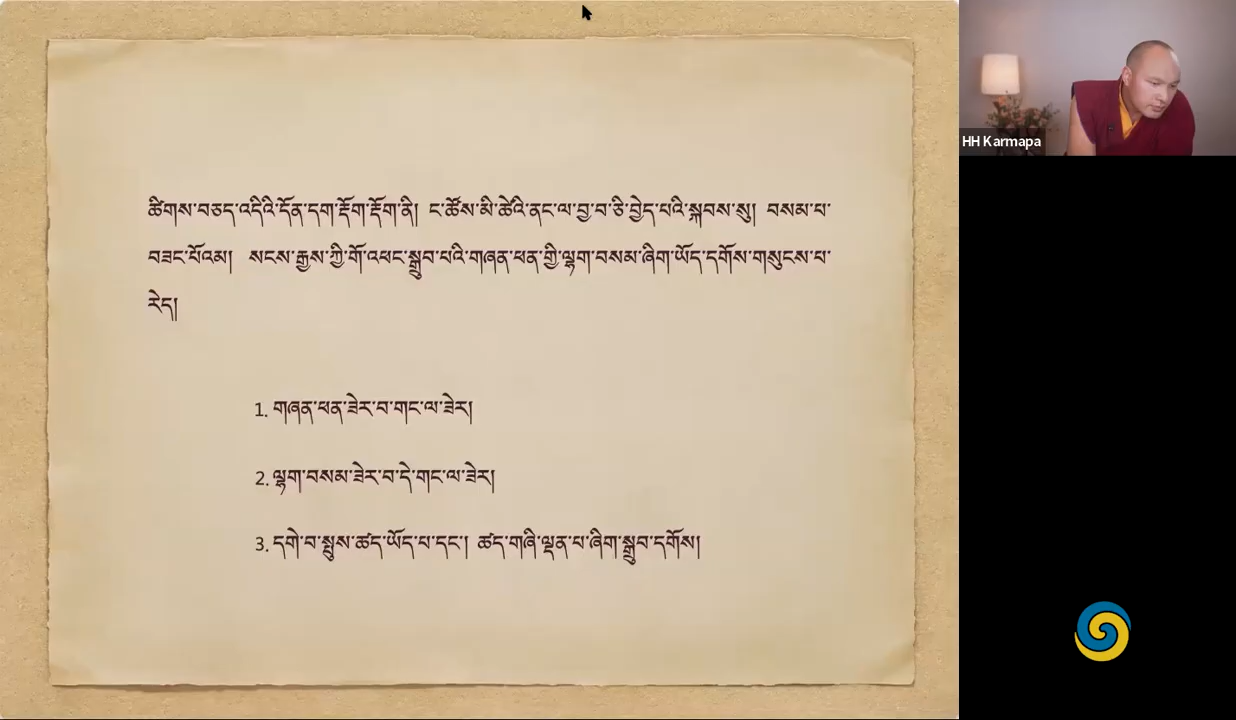 ཚིགས་བཅད་འདིའི་དོན་དག་རྡོག་རྡོག་ནི། ང་ཚོས་མི་ཚེའི་ནང་ལ་བྱ་བ་ཅི་བྱེད་པའི་སྐབས་སུ། བསམ་པ་
བཟང་པོའམ། སངས་རྒྱས་ཀྱི་གོ་འཕང་སྒྲུབ་པའི་གཞན་ཕན་གྱི་ལྷག་བསམ་ཞིག་ཡོད་དགོས་གསུངས་པ་
རེད།
1. གཞན་ཕན་ཟེར་བ་གང་ལ་ཟེར།
2. ལྷག་བསམ་ཟེར་བ་དེ་གང་ལ་ཟེར།
3. དགེ་བ་སྤུས་ཚད་ཡོད་པ་དང་། ཚད་གཞི་ལྡན་པ་ཞིག་སྒྲུབ་དགོས།
HH Karmapa